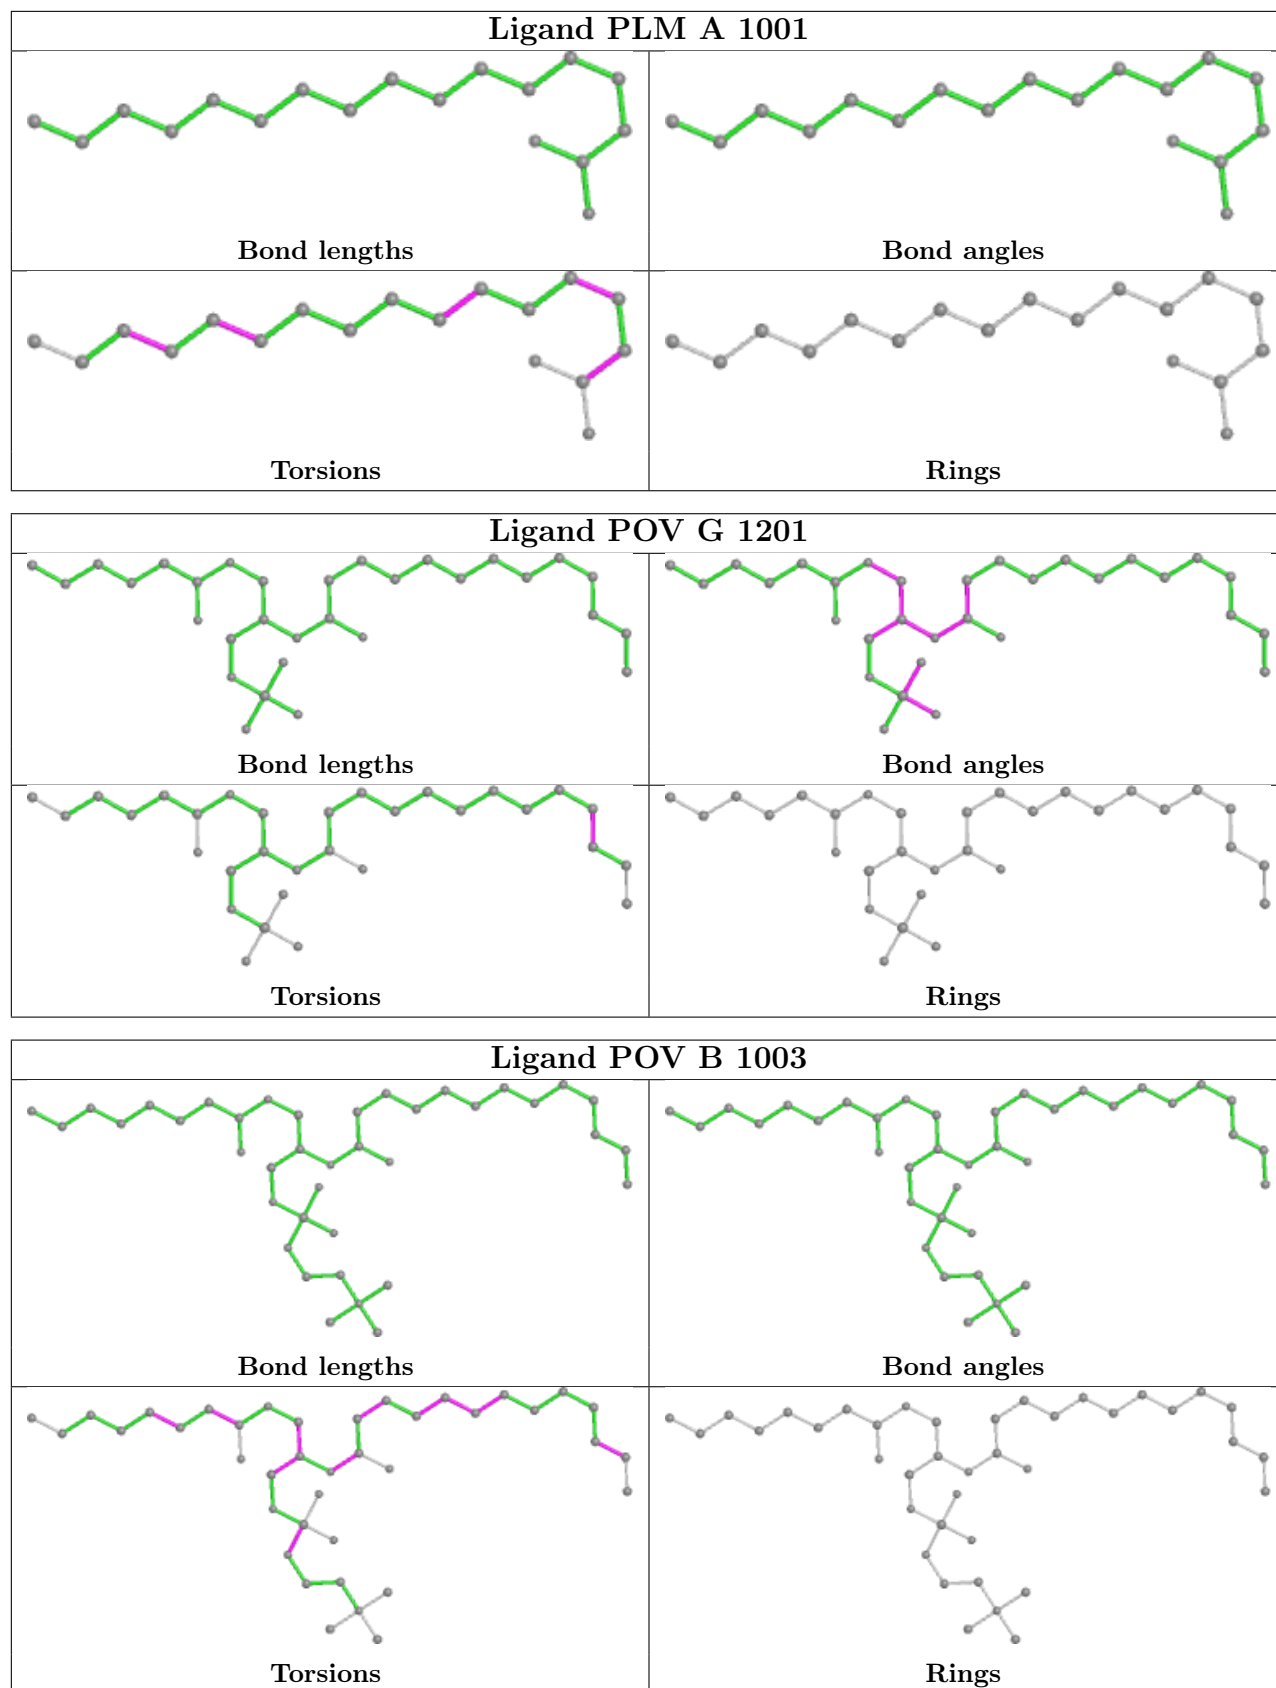 Ligand PLM A 1001
Bond lengths
Bond angles
Torsions
Rings
Ligand POV G 1201
Bond lengths
Bond angles
Torsions
Rings
Ligand POV B 1003
Bond lengths
Bond angles
Torsions
Rings